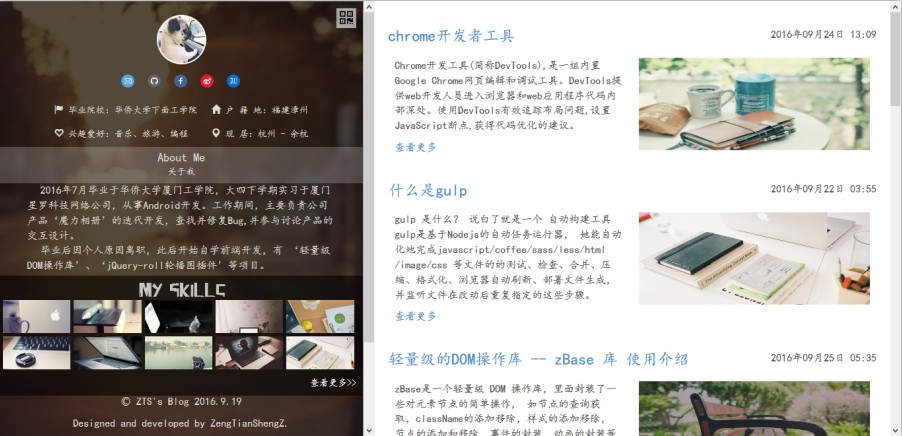 毕业院校: 华侨大学下面工学院
户 籍 地: 福建漳州
兴趣爱好: 音乐、旅游、编程
现 居: 杭州 - 余杭
About Me
关于我
2016年7月毕业于华侨大学厦门工学院, 大四下学期实习于厦门
星罗科技网络公司, 从事Android开发。工作期间, 主要负责公司
产品‘魔力相册’的迭代开发, 查找并修复Bug,并参与讨论产品的
交互设计。
毕业后因个人原因离职, 此后开始自学前端开发, 有 ‘轻量级
DOM操作库’、‘jQuery-roll轮播图插件’等项目。
MY SKILLS
查看更多>>
© ZTS's Blog 2016.9.19
Designed and developed by ZengTianShengZ.
chrome开发者工具
2016年09月24日 13:09
Chrome开发工具(简称DevTools),是一组内置
Google Chrome网页编辑和调试工具。DevTools提
供web开发人员进入浏览器和web应用程序代码内
部深处。使用DevTools有效追踪布局问题,设置
JavaScript断点,获得代码优化的建议。
查看更多
什么是gulp
2016年09月22日 03:55
gulp 是什么? 说白了就是一个 自动构建工具
gulp是基于Nodejs的自动任务运行器, 她能自动
化地完成javascript/coffee/sass/less/html
/image/css 等文件的的测试、检查、合并、压
缩、格式化、浏览器自动刷新、部署文件生成,
并监听文件在改动后重复指定的这些步骤。
查看更多
轻量级的DOM操作库 -- zBase 库 使用介绍
2016年09月25日 05:35
zBase是一个轻量级 DOM 操作库, 里面封装了一
些对元素节点的简单操作, 如节点的查询获
取, className的添加移除, 样式的添加移除,
节点的添加和移除, 事件的封装, 动画的封装等